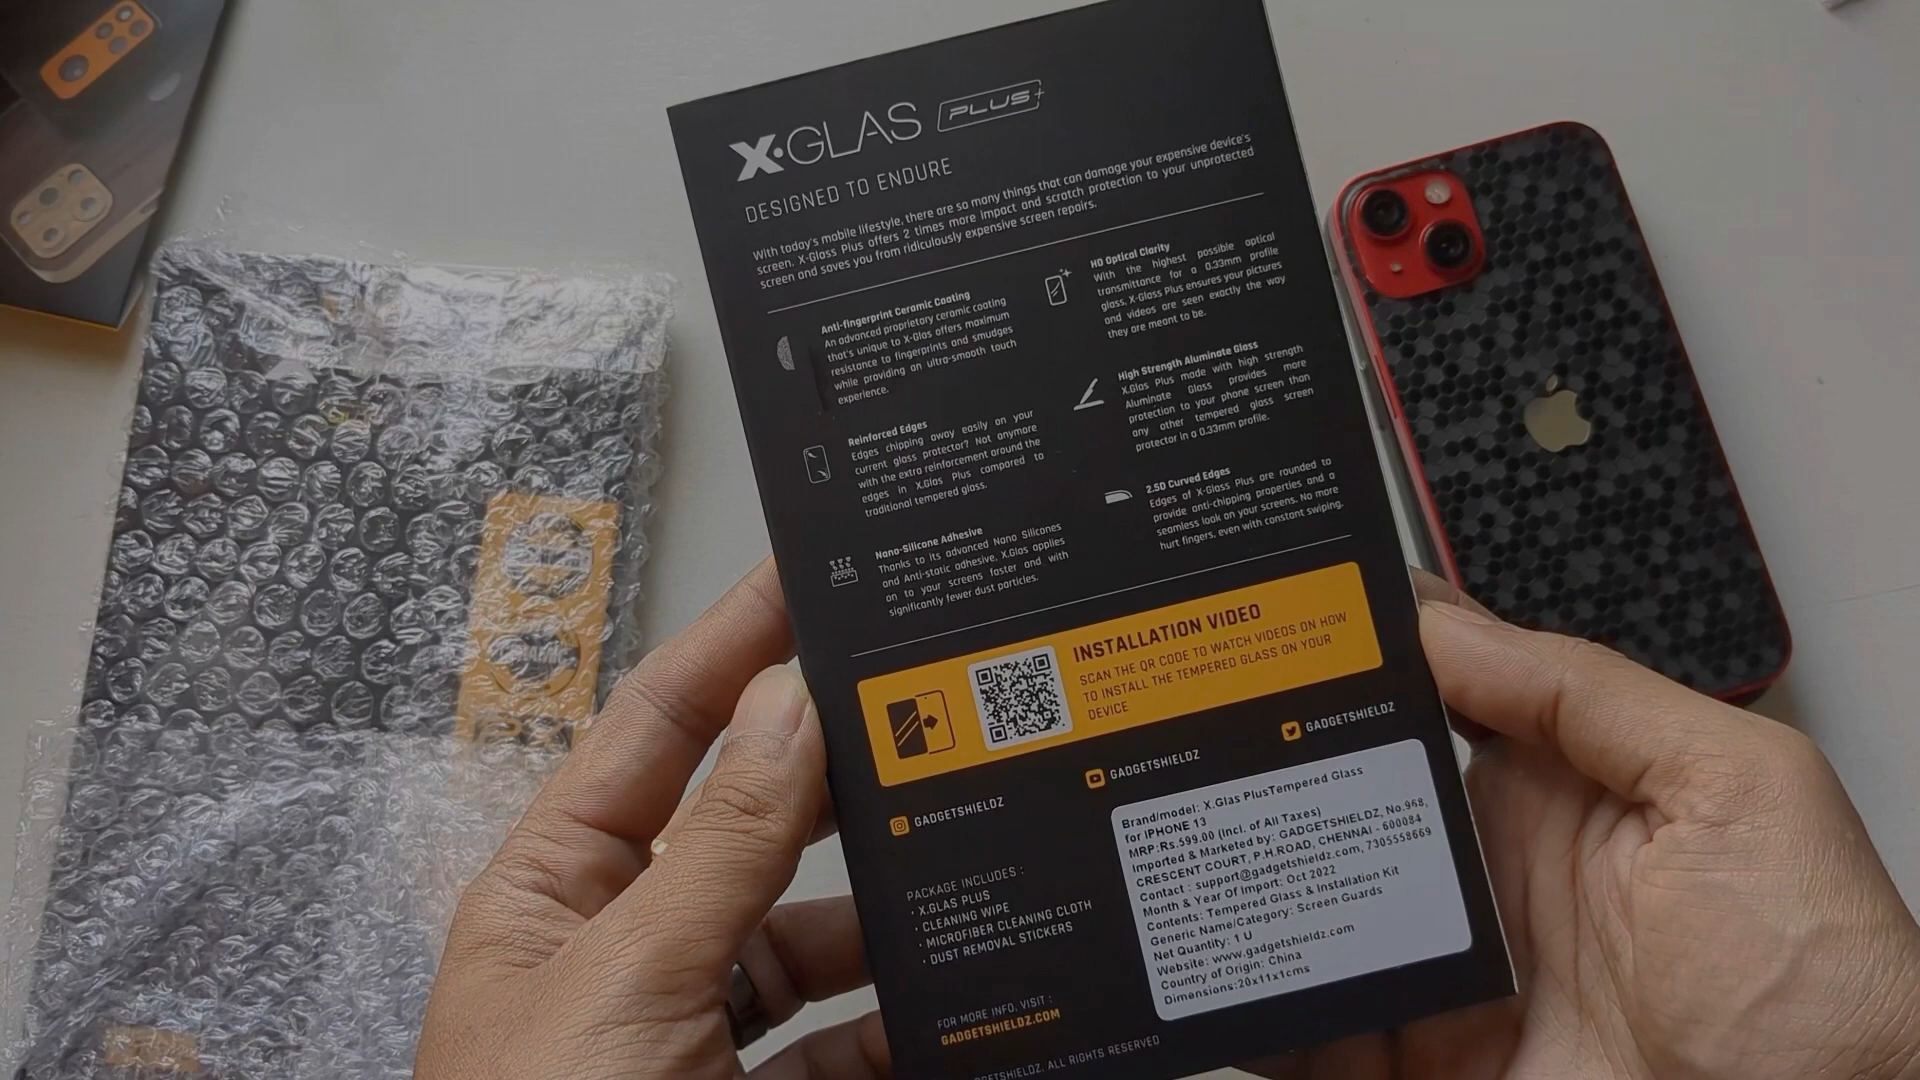 X.GLAS PLUS+
DESIGNED TO ENDURE
With today's mobile lifestyle, there are so many things that can damage your expensive device's
screen. X-Glass Plus offers 2 times more impact and scratch protection to your unprotected
screen and saves you from ridiculously expensive screen repairs.
Anti-fingerprint Ceramic Coating
An advanced proprietary ceramic coating
that's unique to X-Glas offers maximum
resistance to fingerprints and smudges
while providing an ultra-smooth touch
experience.
Reinforced Edges
Edges chipping away easily on your
current glass protector? Not anymore
with the extra reinforcement around the
edges in X.Glas Plus compared to
traditional tempered glass.
Nano-Silicone Adhesive
Thanks to its advanced Nano Silicones
and Anti-static adhesive, X.Glas applies
on to your screens faster and with
significantly fewer dust particles.
HD Optical Clarity
With the highest possible optical
transmittance for a 0.33mm profile
glass, X-Glass Plus ensures your pictures
and videos are seen exactly the way
they are meant to be.
High Strength Aluminate Glass
X.Glas Plus made with high strength
Aluminate Glass provides more
protection to your phone screen than
any other tempered glass screen
protector in a 0.33mm profile.
2.5D Curved Edges
Edges of X-Glass Plus are rounded to
provide anti-chipping properties and a
seamless look on your screens. No more
hurt fingers, even with constant swiping.
INSTALLATION VIDEO
SCAN THE QR CODE TO WATCH VIDEOS ON HOW
TO INSTALL THE TEMPERED GLASS ON YOUR
DEVICE
GADGETSHIELDZ
GADGETSHIELDZ
GADGETSHIELDZ
PACKAGE INCLUDES :
• X.GLAS PLUS
• CLEANING WIPE
• MICROFIBER CLEANING CLOTH
• DUST REMOVAL STICKERS
FOR MORE INFO. VISIT :
GADGETSHIELDZ.COM
ALL RIGHTS RESERVED
Brand/model: X.Glas PlusTempered Glass
for IPHONE 13
MRP:Rs.599.00 (Incl. of All Taxes)
Imported & Marketed by: GADGETSHIELDZ, No.968,
CRESCENT COURT, P.H.ROAD, CHENNAI - 600084
Contact : support@gadgetshieldz.com, 7305558669
Month & Year Of Import: Oct 2022
Contents: Tempered Glass & Installation Kit
Generic Name/Category: Screen Guards
Net Quantity: 1 U
Website: www.gadgetshieldz.com
Country of Origin: China
Dimensions:20x11x1cms